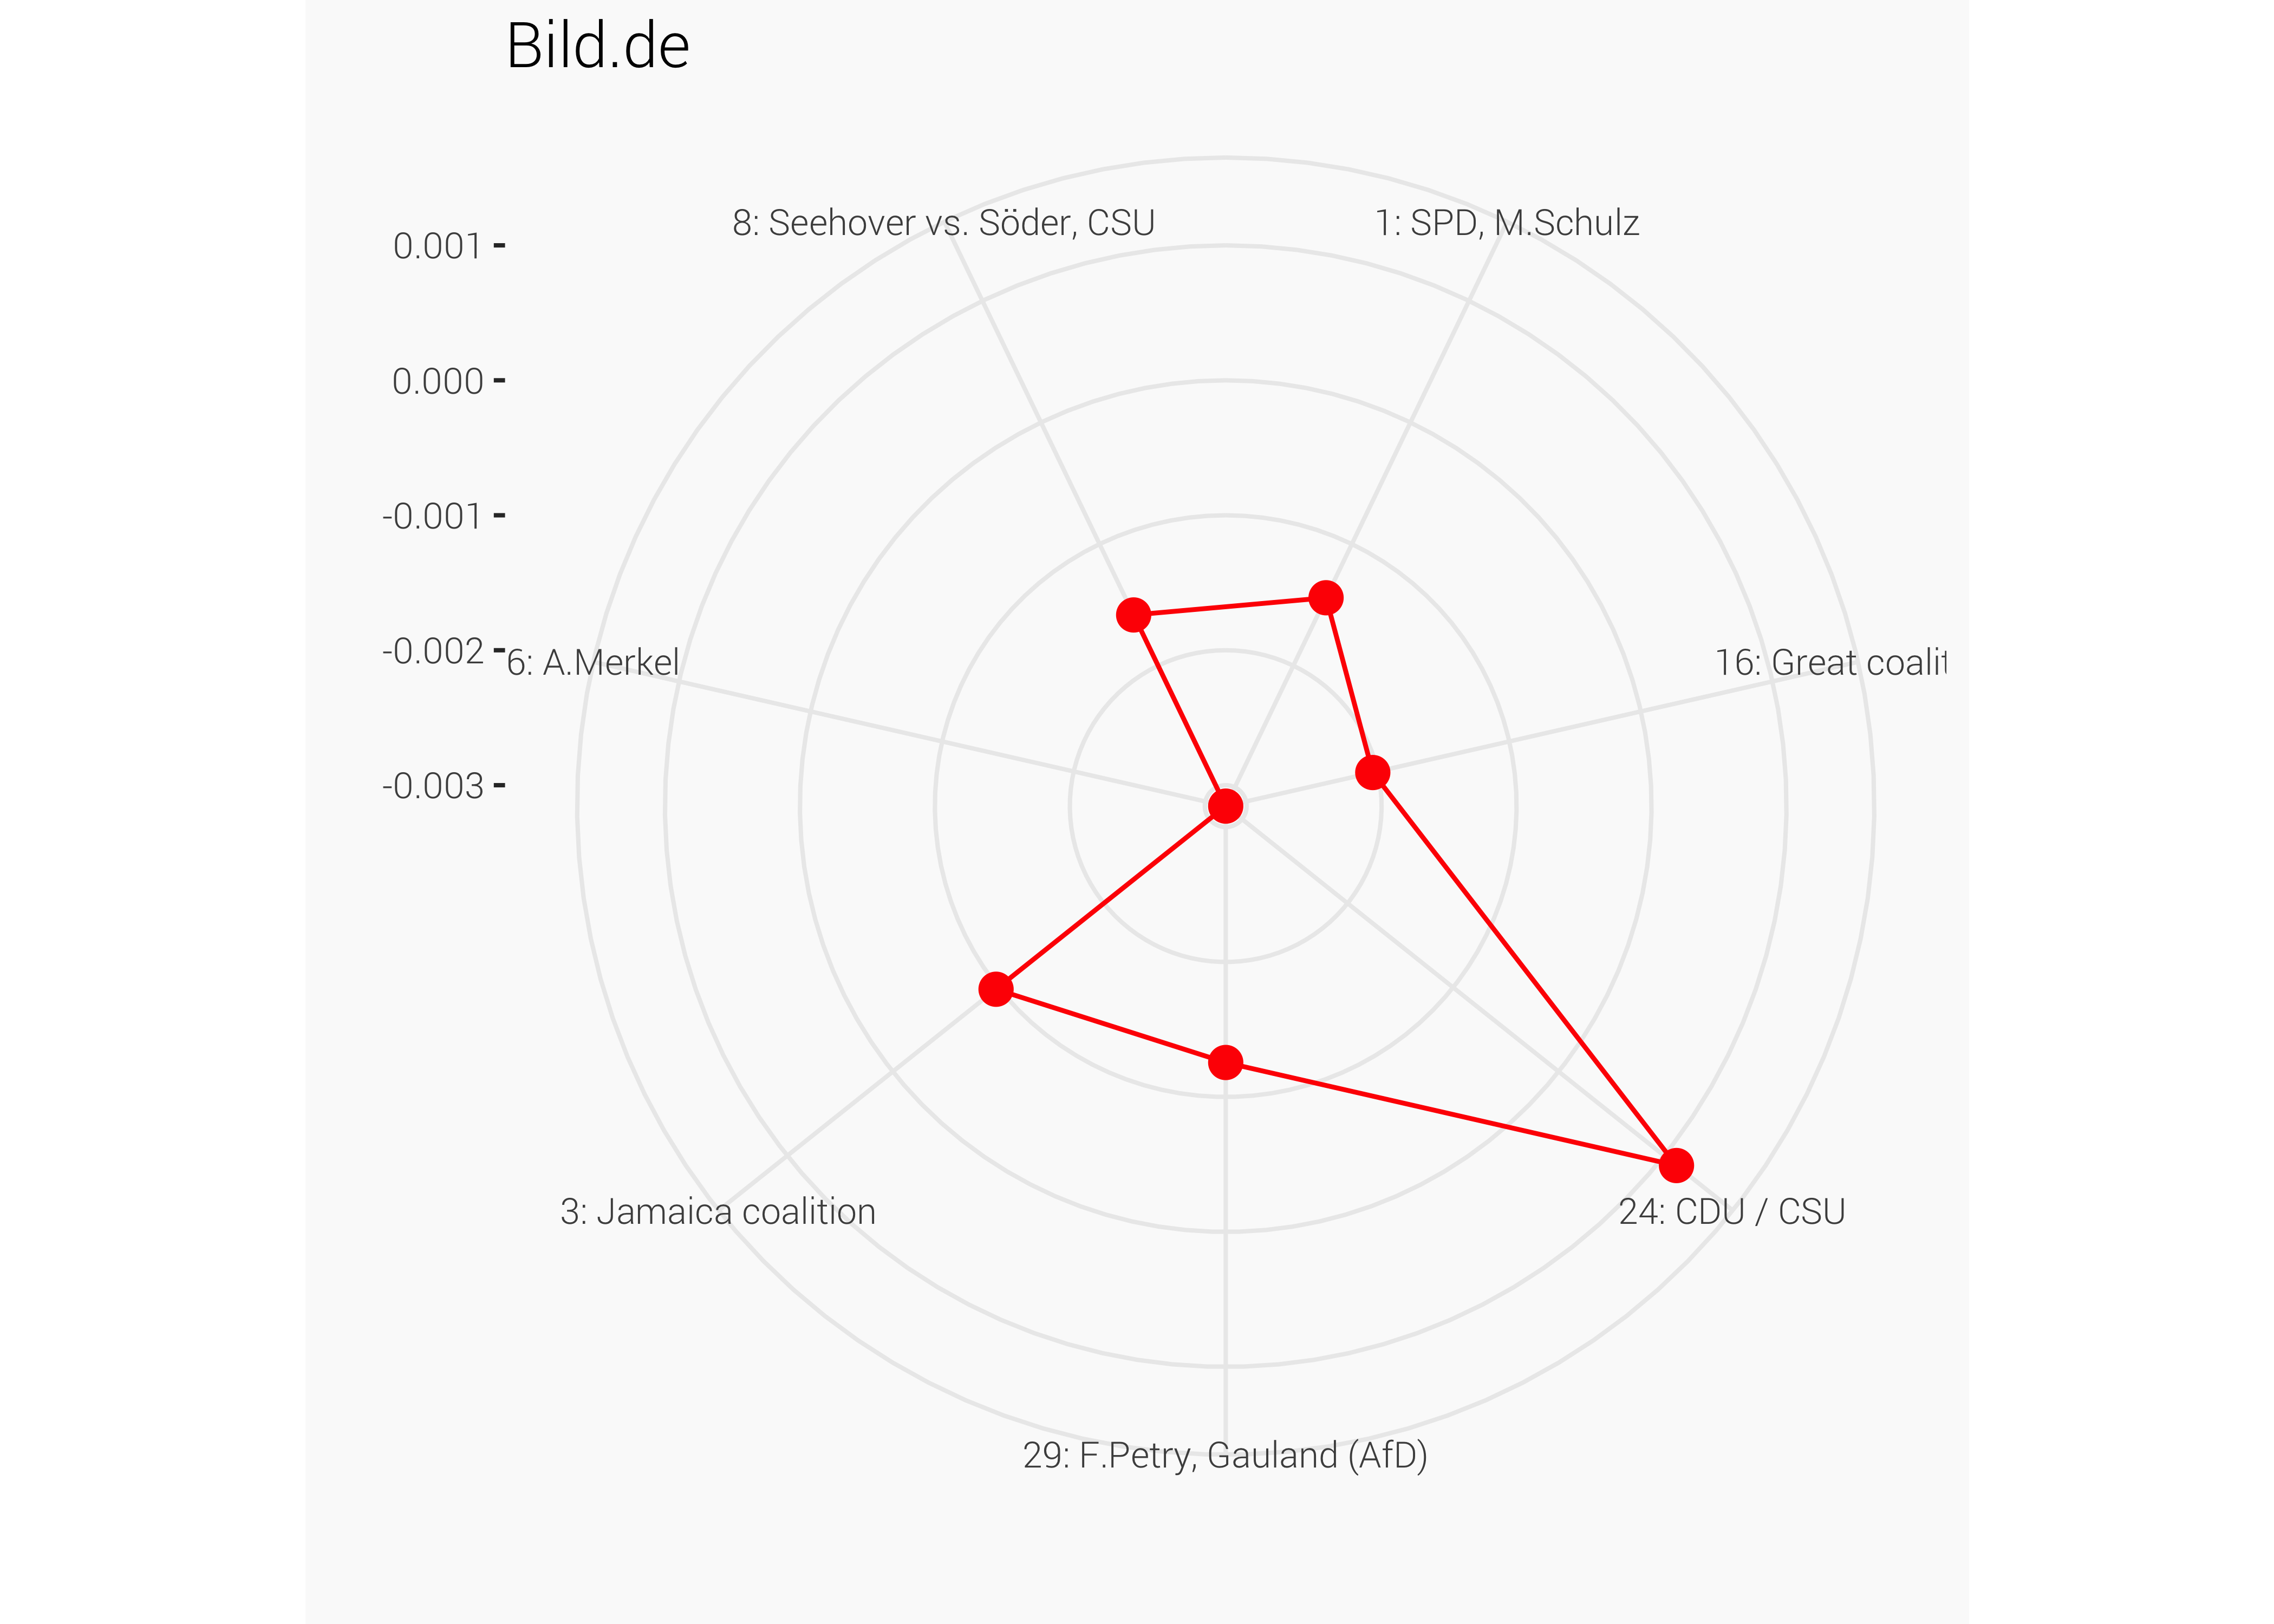 Bild.de
8: Seehover vs. Söder, CSU
1: SPD, M.Schulz
0.001
0.000
-0.001
-0.002
6: A.Merkel
16: Great coalit
-0.003
3: Jamaica coalition
24: CDU / CSU
29: F.Petry, Gauland (AfD)